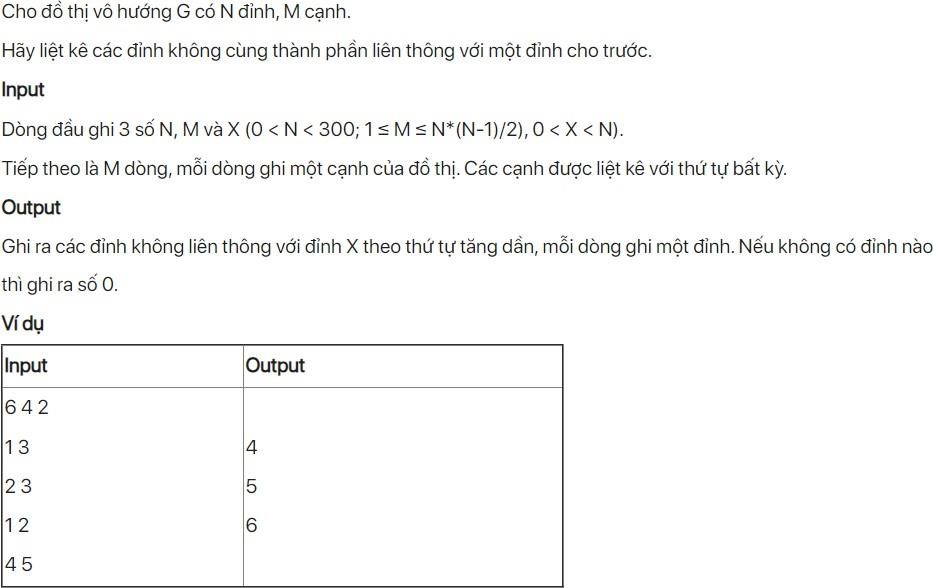 Cho đồ thị vô hướng G có N đỉnh, M cạnh.
Hãy liệt kê các đỉnh không cùng thành phần liên thông với một đỉnh cho trước.
Input
Dòng đầu ghi 3 số N, M và X (0 < N < 300; 1 ≤ M ≤ N*(N-1)/2), 0 < X < N).
Tiếp theo là M dòng, mỗi dòng ghi một cạnh của đồ thị. Các cạnh được liệt kê với thứ tự bất kỳ.
Output
Ghi ra các đỉnh không liên thông với đỉnh X theo thứ tự tăng dần, mỗi dòng ghi một đỉnh. Nếu không có đỉnh nào
thì ghi ra số 0.
Ví dụ
Input Output
6 4 2
1 3 4
2 3 5
1 2 6
4 5